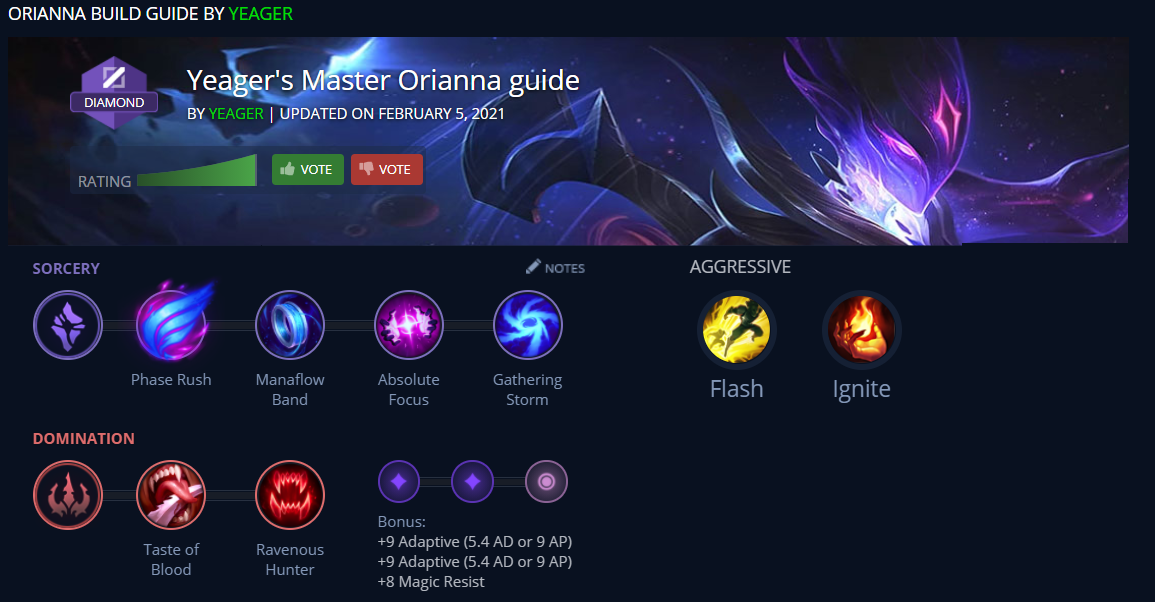 ORIANNA BUILD GUIDE BY YEAGER
DIAMOND
Yeager's Master Orianna guide
BY YEAGER | UPDATED ON FEBRUARY 5, 2021
RATING
VOTE
VOTE
SORCERY
NOTES
Phase Rush
Manaflow
Band
Absolute
Focus
Gathering
Storm
DOMINATION
Taste of
Blood
Ravenous
Hunter
Bonus:
+9 Adaptive (5.4 AD or 9 AP)
+9 Adaptive (5.4 AD or 9 AP)
+8 Magic Resist
AGGRESSIVE
Flash
Ignite